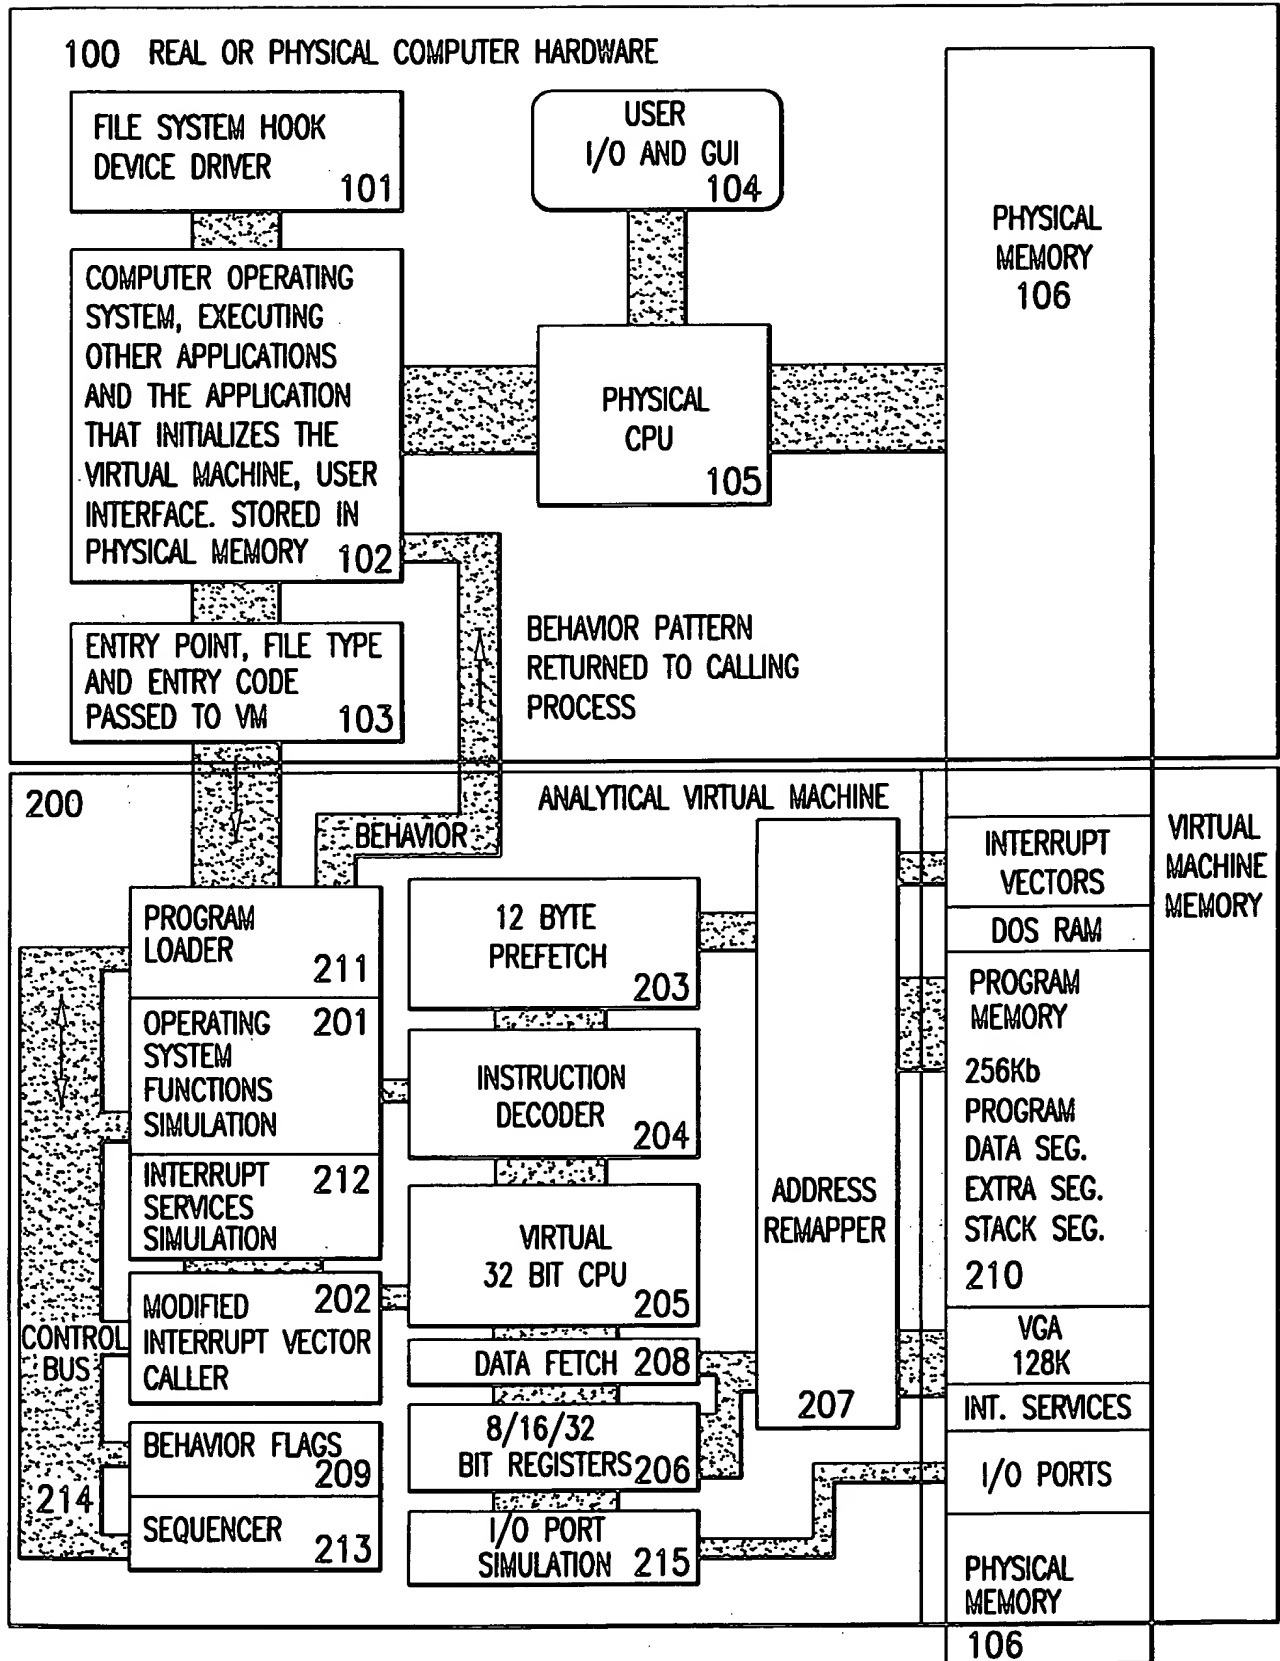 100 REAL OR PHYSICAL COMPUTER HARDWARE
FILE SYSTEM HOOK
DEVICE DRIVER
101
USER
I/O AND GUI
104
PHYSICAL
MEMORY
106
COMPUTER OPERATING
SYSTEM, EXECUTING
OTHER APPLICATIONS
AND THE APPLICATION
THAT INITIALIZES THE
VIRTUAL MACHINE, USER
INTERFACE. STORED IN
PHYSICAL MEMORY 102
PHYSICAL
CPU
105
ENTRY POINT, FILE TYPE
AND ENTRY CODE
PASSED TO VM 103
BEHAVIOR PATTERN
RETURNED TO CALLING
PROCESS
200
ANALYTICAL VIRTUAL MACHINE
BEHAVIOR
VIRTUAL
MACHINE
MEMORY
PROGRAM
LOADER
211
OPERATING 201
SYSTEM
FUNCTIONS
SIMULATION
INTERRUPT 212
SERVICES
SIMULATION
202
MODIFIED
INTERRUPT VECTOR
CALLER
CONTROL
BUS
214
BEHAVIOR FLAGS
209
SEQUENCER
213
12 BYTE
PREFETCH
203
INSTRUCTION
DECODER
204
VIRTUAL
32 BIT CPU
205
DATA FETCH 208
8/16/32
BIT REGISTERS 206
I/O PORT
SIMULATION 215
ADDRESS
REMAPPER
207
INTERRUPT
VECTORS
DOS RAM
PROGRAM
MEMORY
256Kb
PROGRAM
DATA SEG.
EXTRA SEG.
STACK SEG.
210
VGA
128K
INT. SERVICES
I/O PORTS
PHYSICAL
MEMORY
106